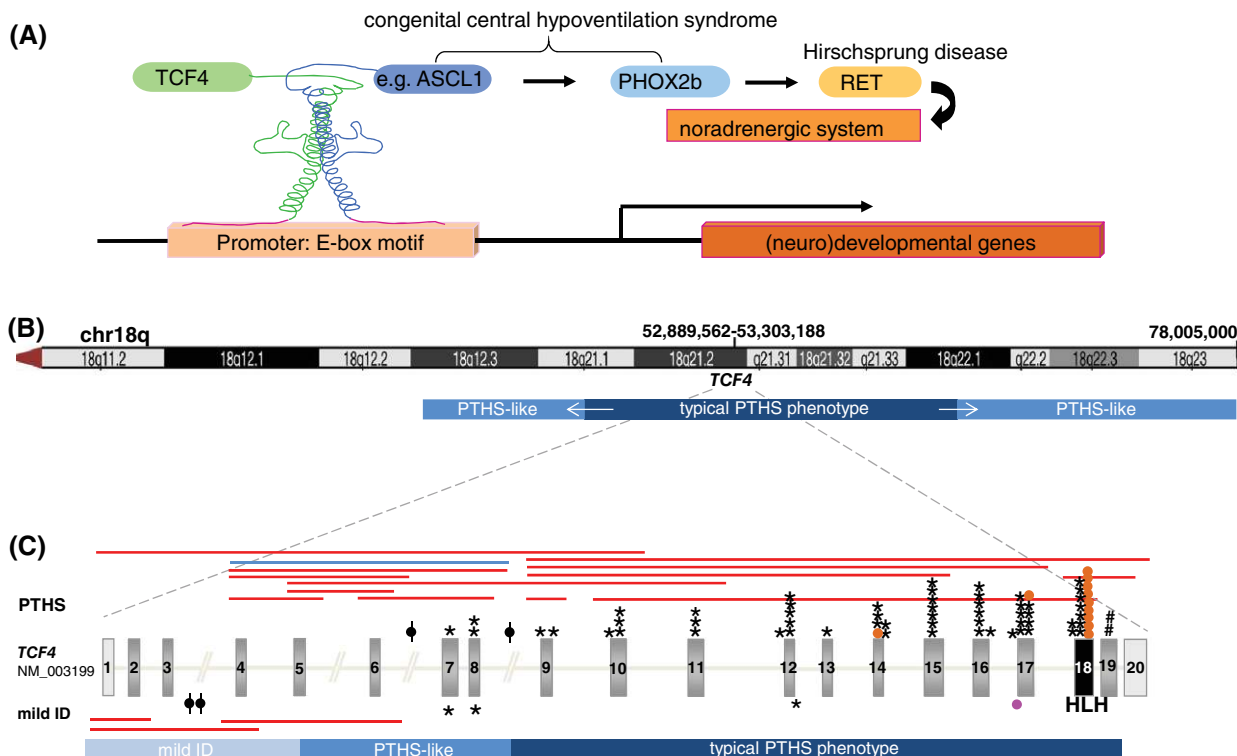 (A)
congenital central hypoventilation syndrome
Hirschsprung disease
TCF4
e.g. ASCL1
PHOX2b
RET
noradrenergic system
Promoter: E-box motif
(neuro)developmental genes
(B)
chr18q
52,889,562-53,303,188
78,005,000
18q11.2 18q12.1 18q12.2 18q12.3 18q21.1 18q21.2 q21.31 18q21.32 q21.33 18q22.1 q22.2 18q22.3 18q23
TCF4
PTHS-like typical PTHS phenotype PTHS-like
(C)
PTHS
TCF4
NM_003199
1 2 3 4 5 6 7 8 9 10 11 12 13 14 15 16 17 18 19 20
HLH
mild ID
mild ID PTHS-like typical PTHS phenotype